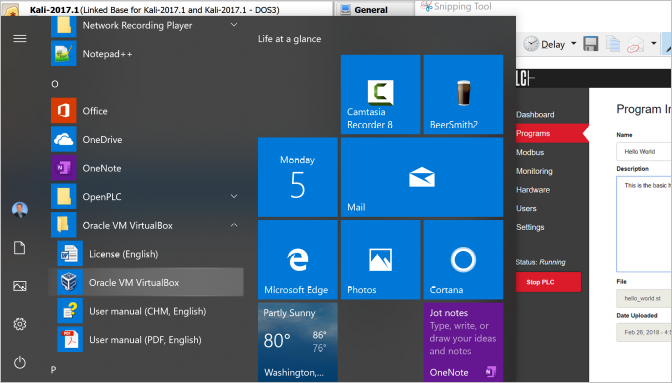 Kali-2017.1 (Linked Base for Kali-2017.1 and Kali-2017.1 - DOS3)
General
Snipping Tool
Delay
Network Recording Player
Notepad++
O
Office
OneDrive
OneNote
OpenPLC
Oracle VM VirtualBox
License (English)
Oracle VM VirtualBox
User manual (CHM, English)
User manual (PDF, English)
P
Life at a glance
Camtasia
Recorder 8
BeerSmith2
Monday
5
Mail
Microsoft Edge
Photos
Cortana
Partly Sunny
80°
86°
76°
Washington,...
Jot notes
Type, write, or
draw your ideas
and notes
OneNote
LC
Dashboard
Programs
Modbus
Monitoring
Hardware
Users
Settings
Status: Running
Stop PLC
Program In
Name
Hello World
Description
This is the basic h
File
hello_world.st
Date Uploaded
Feb 26, 2018 - 4:5